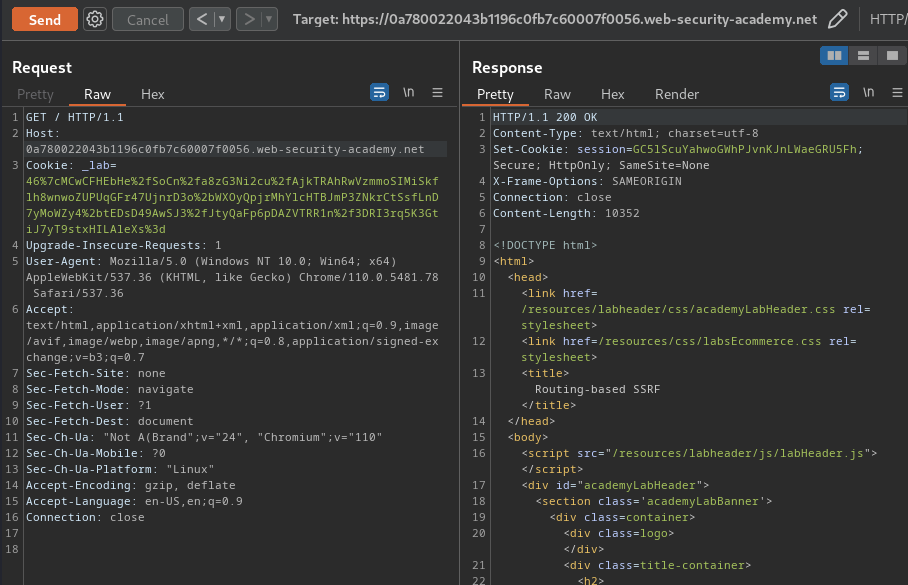 Send
Cancel
Target: https://0a780022043b1196c0fb7c60007f0056.web-security-academy.net
HTTP/
Request
Pretty Raw Hex
\n
1 GET / HTTP/1.1
2 Host:
0a780022043b1196c0fb7c60007f0056.web-security-academy.net
3 Cookie: _lab=
46%7cMCwCFHEbHe%2fSoCn%2fa8zG3Ni2cu%2fAjkTRAhRwVzmmoSIMiSkf
lh8wnwoZUPUqGFr47UjnrD3o%2bWXOyQpjrMhYlcHTBJmP3ZNkrCtSsfLnD
7yMoWZy4%2btEDsD49AwSJ3%2fJtyQaFp6pDAZVTRR1n%2f3DRI3rq5K3Gt
iJ7yT9stxHILAleXs%3d
4 Upgrade-Insecure-Requests: 1
5 User-Agent: Mozilla/5.0 (Windows NT 10.0; Win64; x64)
AppleWebKit/537.36 (KHTML, like Gecko) Chrome/110.0.5481.78
Safari/537.36
6 Accept:
text/html,application/xhtml+xml,application/xml;q=0.9,image
/avif,image/webp,image/apng,*/*;q=0.8,application/signed-ex
change;v=b3;q=0.7
7 Sec-Fetch-Site: none
8 Sec-Fetch-Mode: navigate
9 Sec-Fetch-User: ?1
10 Sec-Fetch-Dest: document
11 Sec-Ch-Ua: "Not A(Brand";v="24", "Chromium";v="110"
12 Sec-Ch-Ua-Mobile: ?0
13 Sec-Ch-Ua-Platform: "Linux"
14 Accept-Encoding: gzip, deflate
15 Accept-Language: en-US,en;q=0.9
16 Connection: close
17
18
Response
Pretty Raw Hex Render
\n
1 HTTP/1.1 200 OK
2 Content-Type: text/html; charset=utf-8
3 Set-Cookie: session=GC5lScuYahwoGWhPJvnKJnLWaeGRU5Fh;
Secure; HttpOnly; SameSite=None
4 X-Frame-Options: SAMEORIGIN
5 Connection: close
6 Content-Length: 10352
7
8 <!DOCTYPE html>
9 <html>
10 <head>
11 <link href=
/resources/labheader/css/academyLabHeader.css rel=
stylesheet>
12 <link href=/resources/css/labsEcommerce.css rel=
stylesheet>
13 <title>
Routing-based SSRF
</title>
14 </head>
15 <body>
16 <script src="/resources/labheader/js/labHeader.js">
</script>
17 <div id="academyLabHeader">
18 <section class='academyLabBanner'>
19 <div class=container>
20 <div class=logo>
</div>
21 <div class=title-container>
22 <h2>